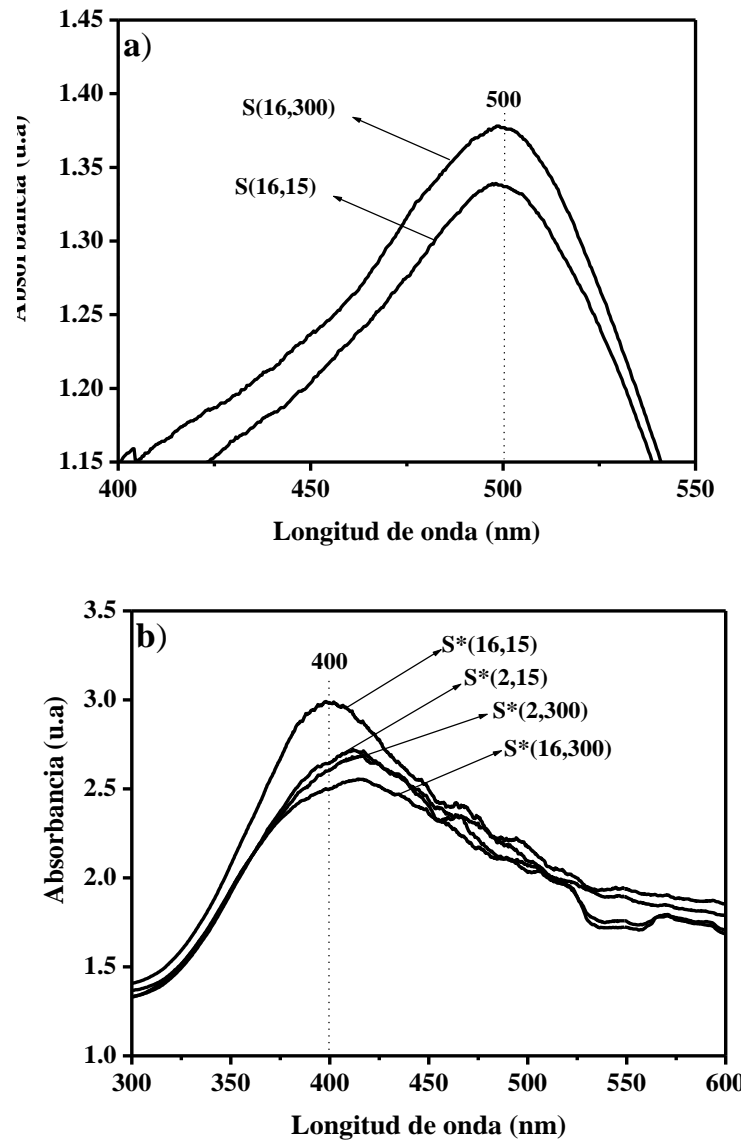 a)
1.45
1.40
1.35
1.30
1.25
1.20
1.15
Absorbancia (u.a)
S(16,300)
500
S(16,15)
400
450
500
550
Longitud de onda (nm)
b)
3.5
3.0
2.5
2.0
1.5
1.0
Absorbancia (u.a)
400
S*(16,15)
S*(2,15)
S*(2,300)
S*(16,300)
300
350
400
450
500
550
600
Longitud de onda (nm)